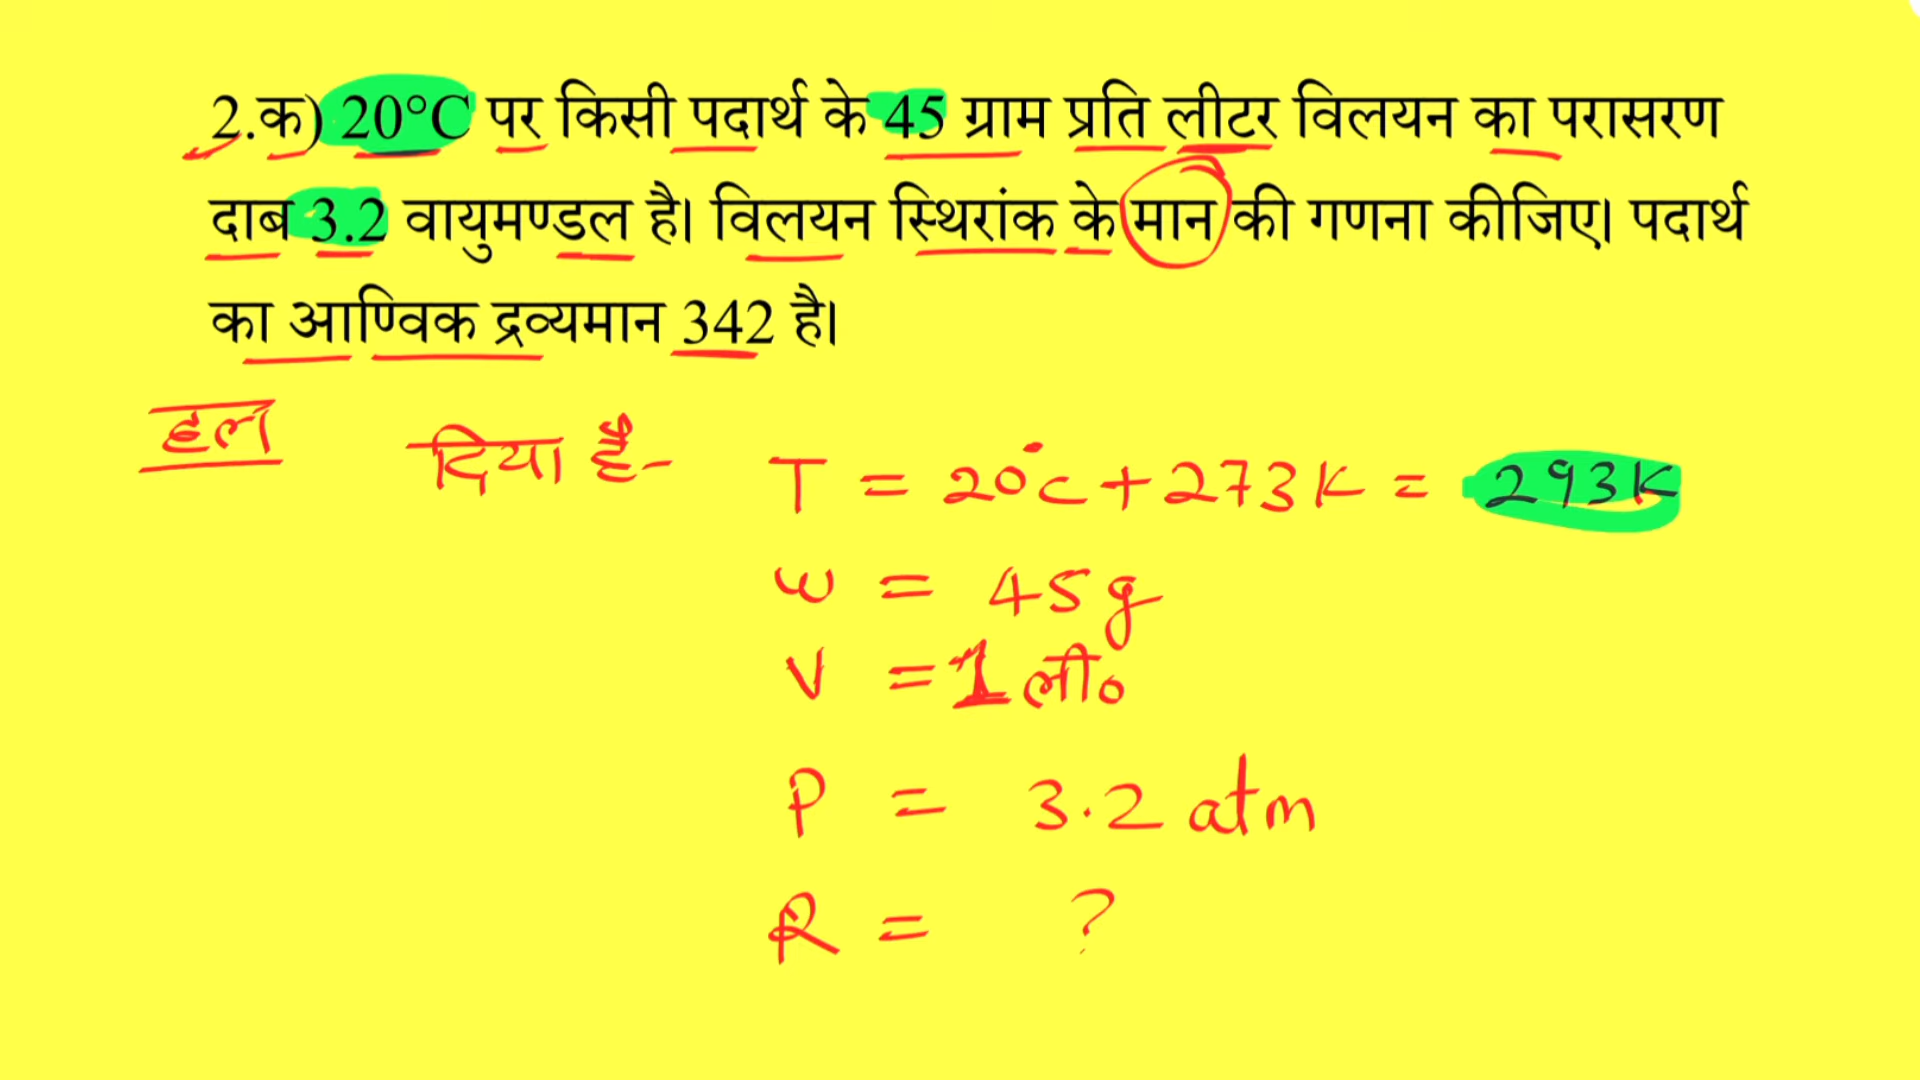 2.क) 20°C पर किसी पदार्थ के 45 ग्राम प्रति लीटर विलयन का परासरण
दाब 3.2 वायुमण्डल है। विलयन स्थिरांक के मान की गणना कीजिए। पदार्थ
का आण्विक द्रव्यमान 342 है।
हल दिया है- T = 20°C + 273K = 293K
w = 45g
V = 1 ली०
P = 3.2 atm
R = ?